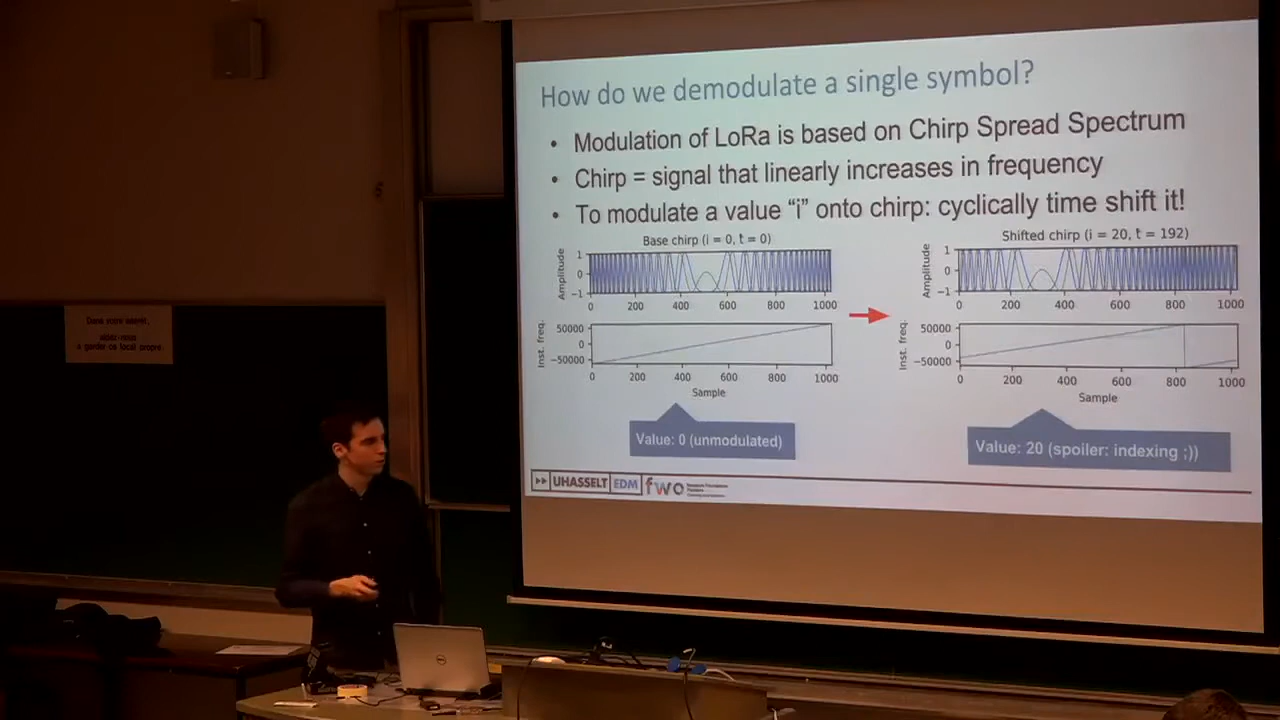 How do we demodulate a single symbol?
• Modulation of LoRa is based on Chirp Spread Spectrum
• Chirp = signal that linearly increases in frequency
• To modulate a value “i” onto chirp: cyclically time shift it!
Base chirp (i = 0, t = 0)
Amplitude
1
0
−1
0 200 400 600 800 1000
Inst. freq.
50000
0
−50000
0 200 400 600 800 1000
Sample
Value: 0 (unmodulated)
Shifted chirp (i = 20, t = 192)
Amplitude
1
0
−1
0 200 400 600 800 1000
Inst. freq.
50000
0
−50000
0 200 400 600 800 1000
Sample
Value: 20 (spoiler: indexing ;))
UHASSELT EDM fwo
DELL